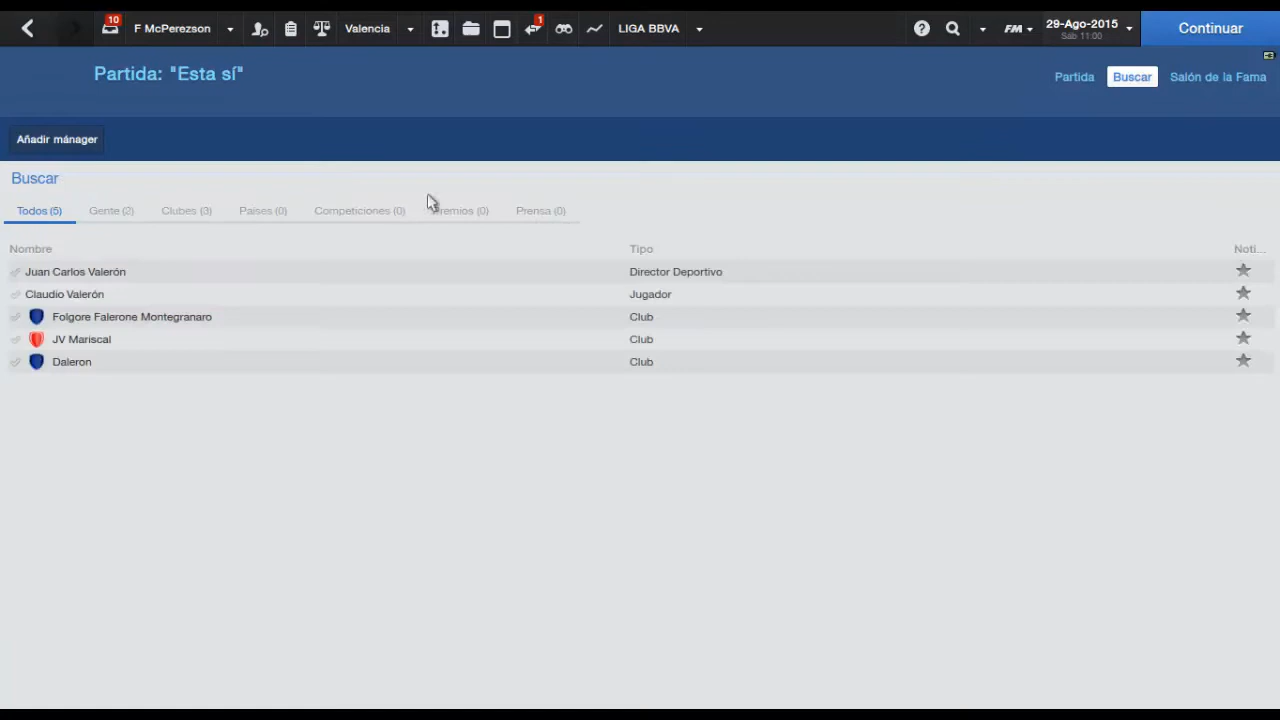 10 F McPerezson Valencia 1 LIGA BBVA FM 29-Ago-2015 Continuar
Sáb 11:00
Partida: "Esta sí" Partida Buscar Salón de la Fama
Añadir mánager
Buscar
Todos (5) Gente (2) Clubes (3) Países (0) Competiciones (0) Premios (0) Prensa (0)
Nombre Tipo Noti...
Juan Carlos Valerón Director Deportivo
Claudio Valerón Jugador
Folgore Falerone Montegranaro Club
JV Mariscal Club
Daleron Club